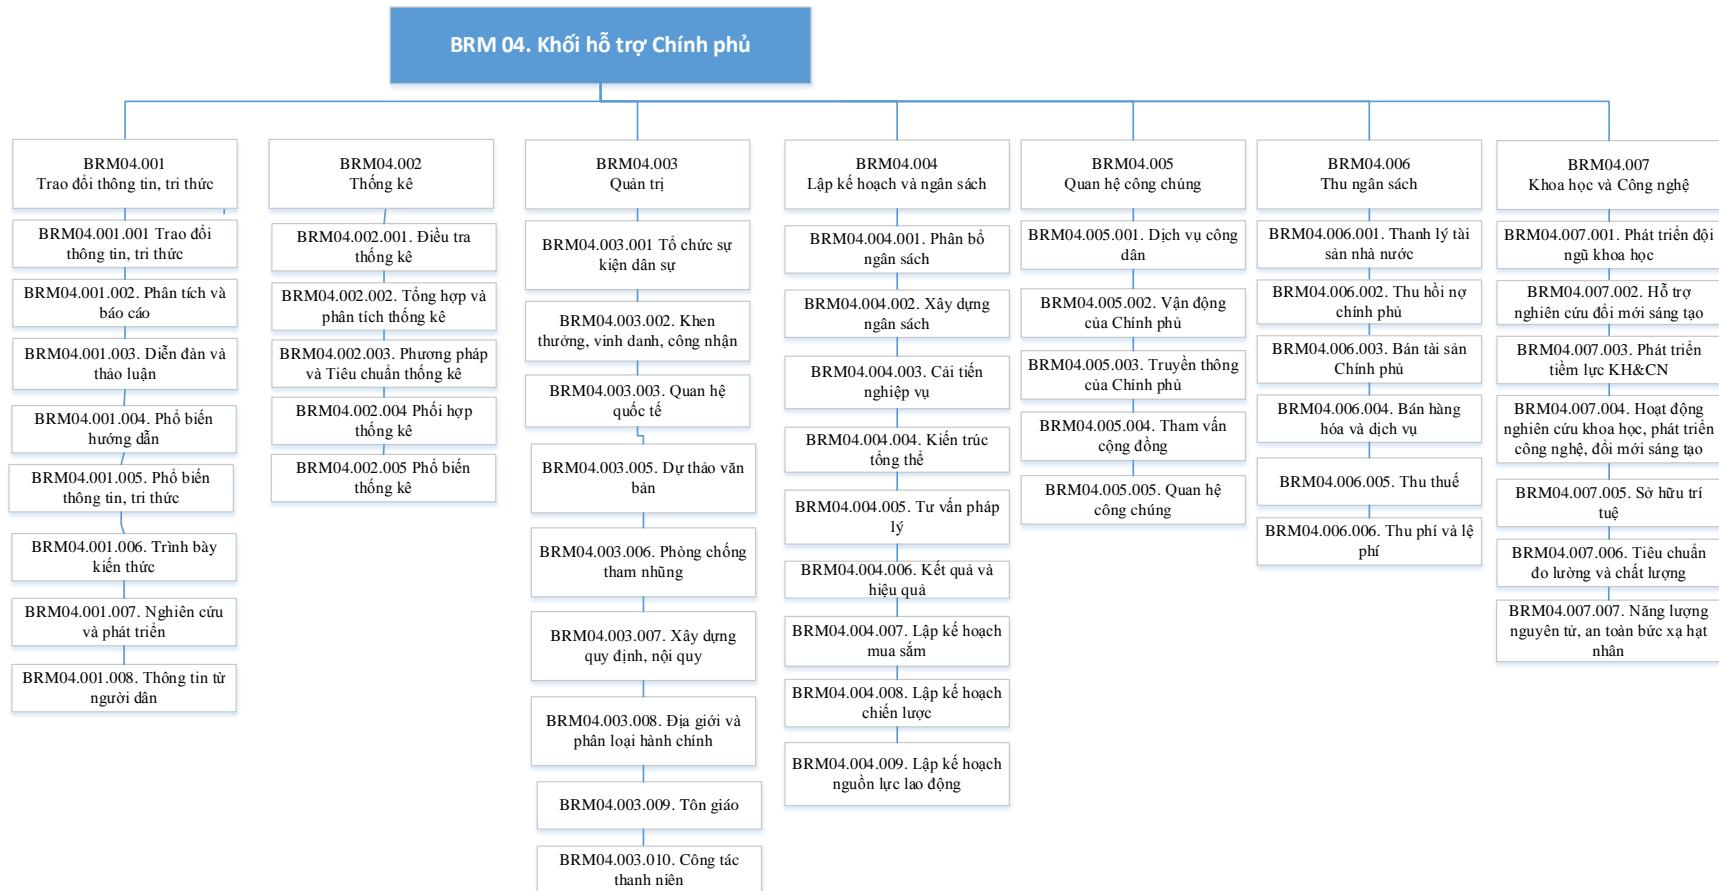 BRM 04. Khối hỗ trợ Chính phủ
BRM04.001
Trao đổi thông tin, tri thức
BRM04.001.001 Trao đổi
thông tin, tri thức
BRM04.001.002. Phân tích và
báo cáo
BRM04.001.003. Diễn đàn và
thảo luận
BRM04.001.004. Phổ biến
hướng dẫn
BRM04.001.005. Phổ biến
thông tin, tri thức
BRM04.001.006. Trình bày
kiến thức
BRM04.001.007. Nghiên cứu
và phát triển
BRM04.001.008. Thông tin từ
người dân
BRM04.002
Thống kê
BRM04.002.001. Điều tra
thống kê
BRM04.002.002. Tổng hợp và
phân tích thống kê
BRM04.002.003. Phương pháp
và Tiêu chuẩn thống kê
BRM04.002.004 Phối hợp
thống kê
BRM04.002.005 Phổ biến
thống kê
BRM04.003
Quản trị
BRM04.003.001 Tổ chức sự
kiện dân sự
BRM04.003.002. Khen
thưởng, vinh danh, công nhận
BRM04.003.003. Quan hệ
quốc tế
BRM04.003.005. Dự thảo văn
bản
BRM04.003.006. Phòng chống
tham nhũng
BRM04.003.007. Xây dựng
quy định, nội quy
BRM04.003.008. Địa giới và
phân loại hành chính
BRM04.003.009. Tôn giáo
BRM04.003.010. Công tác
thanh niên
BRM04.004
Lập kế hoạch và ngân sách
BRM04.004.001. Phân bổ
ngân sách
BRM04.004.002. Xây dựng
ngân sách
BRM04.004.003. Cải tiến
nghiệp vụ
BRM04.004.004. Kiến trúc
tổng thể
BRM04.004.005. Tư vấn pháp
lý
BRM04.004.006. Kết quả và
hiệu quả
BRM04.004.007. Lập kế hoạch
mua sắm
BRM04.004.008. Lập kế hoạch
chiến lược
BRM04.004.009. Lập kế hoạch
nguồn lực lao động
BRM04.005
Quan hệ công chúng
BRM04.005.001. Dịch vụ công
dân
BRM04.005.002. Vận động
của Chính phủ
BRM04.005.003. Truyền thông
của Chính phủ
BRM04.005.004. Tham vấn
cộng đồng
BRM04.005.005. Quan hệ
công chúng
BRM04.006
Thu ngân sách
BRM04.006.001. Thanh lý tài
sản nhà nước
BRM04.006.002. Thu hồi nợ
chính phủ
BRM04.006.003. Bán tài sản
Chính phủ
BRM04.006.004. Bán hàng
hóa và dịch vụ
BRM04.006.005. Thu thuế
BRM04.006.006. Thu phí và lệ
phí
BRM04.007
Khoa học và Công nghệ
BRM04.007.001. Phát triển đội
ngũ khoa học
BRM04.007.002. Hỗ trợ
nghiên cứu đổi mới sáng tạo
BRM04.007.003. Phát triển
tiềm lực KH&CN
BRM04.007.004. Hoạt động
nghiên cứu khoa học, phát triển
công nghệ, đổi mới sáng tạo
BRM04.007.005. Sở hữu trí
tuệ
BRM04.007.006. Tiêu chuẩn
đo lường và chất lượng
BRM04.007.007. Năng lượng
nguyên tử, an toàn bức xạ hạt
nhân